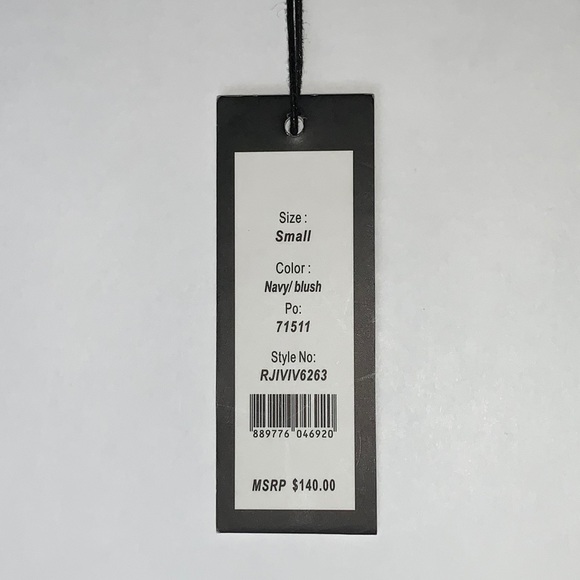 Size :
Small
Color :
Navy/ blush
Po:
71511
Style No:
RJIVIV6263
889776 046920
MSRP $140.00